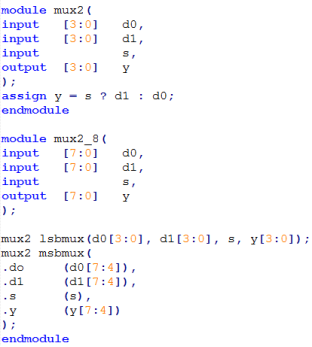 module mux2(
input [3:0] d0,
input [3:0] d1,
input s,
output [3:0] y
);
assign y = s ? d1 : d0;
endmodule
module mux2_8(
input [7:0] d0,
input [7:0] d1,
input s,
output [7:0] y
);
mux2 lsbmux(d0[3:0], d1[3:0], s, y[3:0]);
mux2 msbmux(
.do (d0[7:4]),
.d1 (d1[7:4]),
.s (s),
.y (y[7:4])
);
endmodule